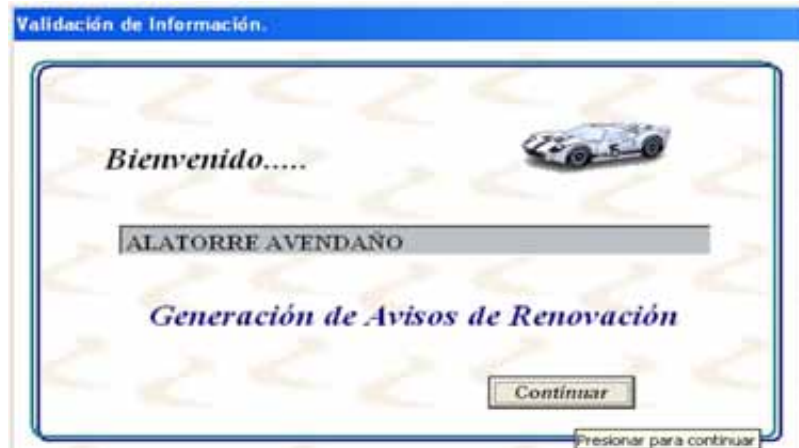 Validación de Información.
Bienvenido.....
ALATORRE AVENDAÑO
Generación de Avisos de Renovación
Continuar
Presionar para continuar